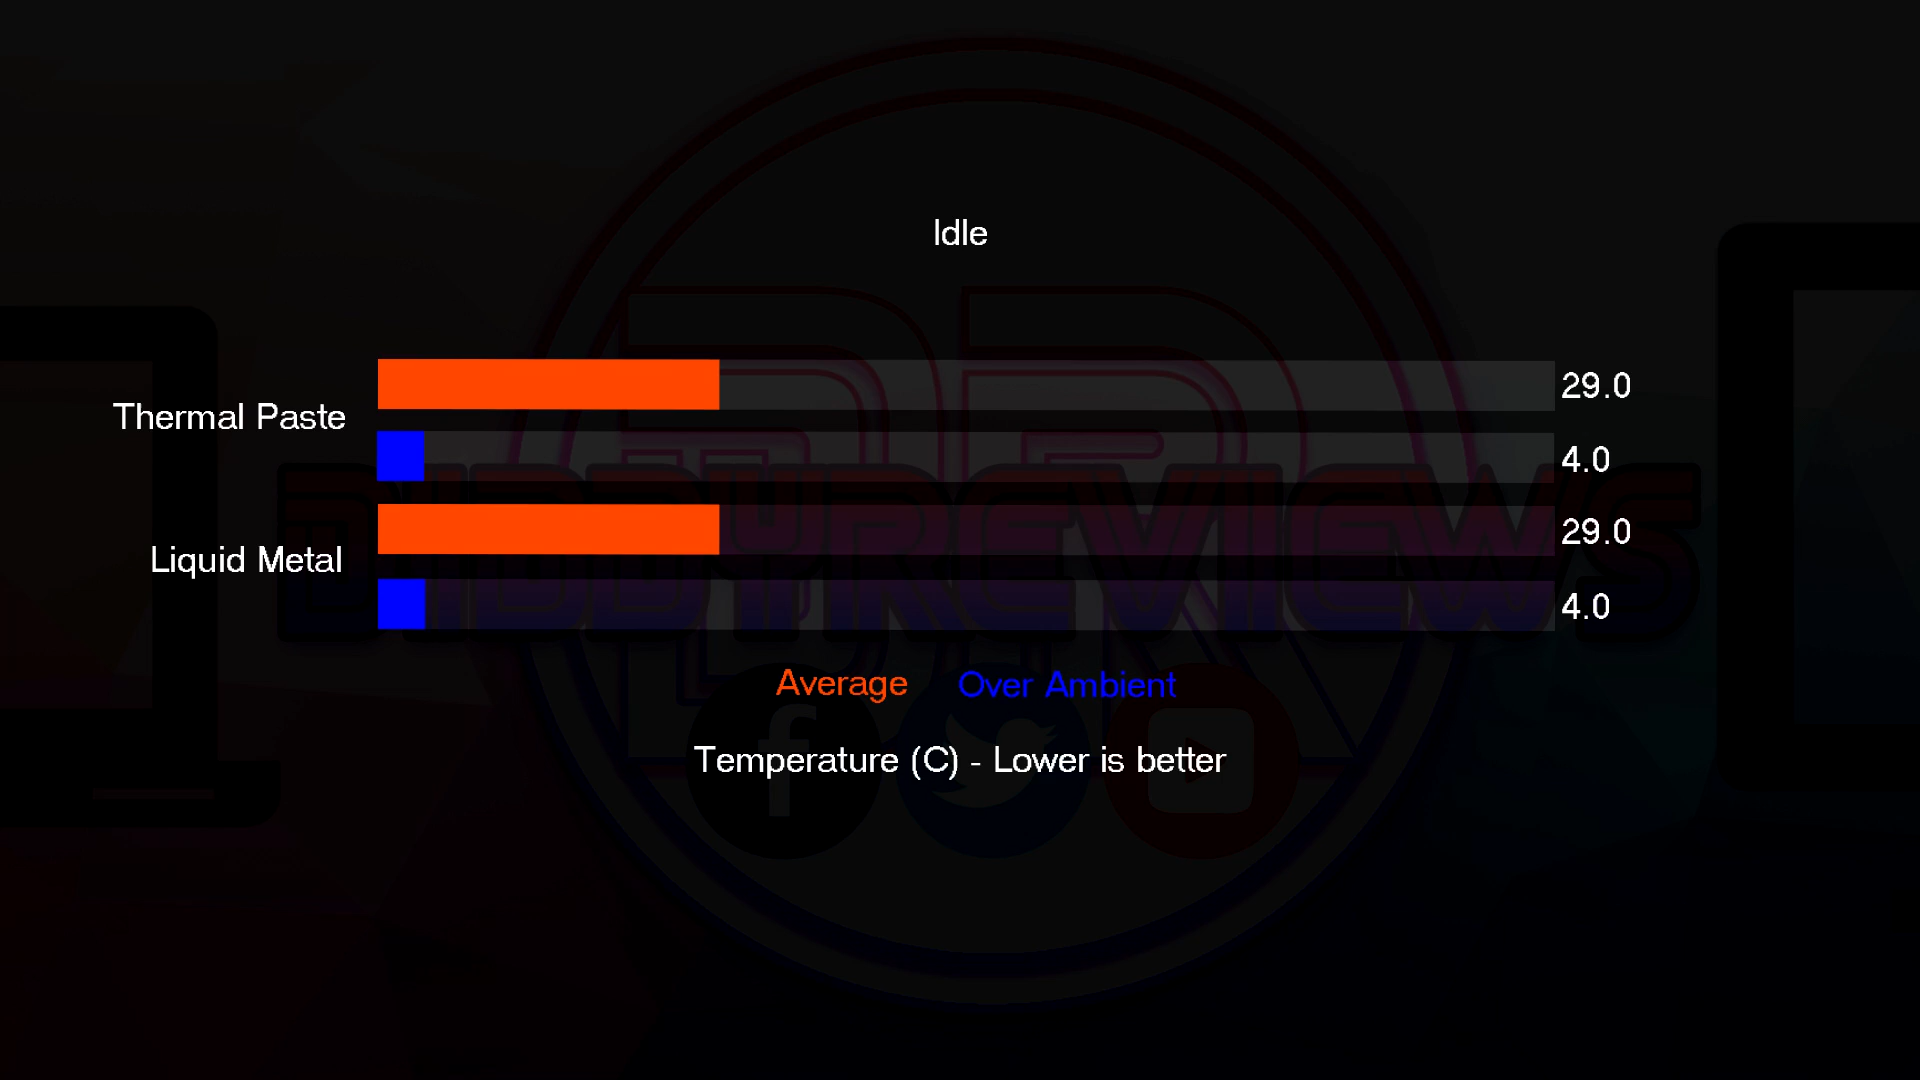 Idle
29.0
Thermal Paste
4.0
DIDDYREVIEWS
29.0
Liquid Metal
4.0
Average Over Ambient
Temperature (C) - Lower is better